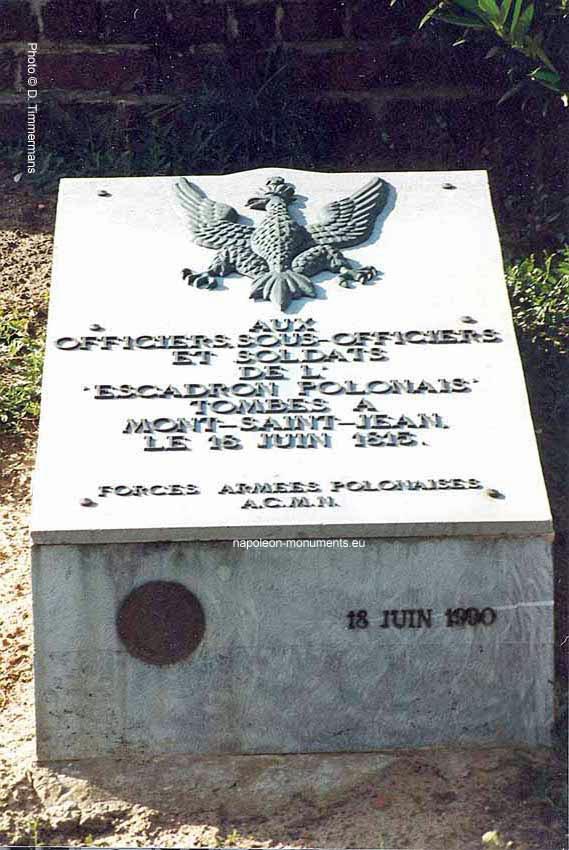 Photo © D. Timmermans
AUX
OFFICIERS, SOUS-OFFICIERS
ET SOLDATS
DE L'
'ESCADRON POLONAIS'
TOMBES A
MONT-SAINT-JEAN.
LE 18 JUIN 1815.
FORCES ARMEES POLONAISES
A.C.M.N.
napoleon-monuments.eu
18 JUIN 1990